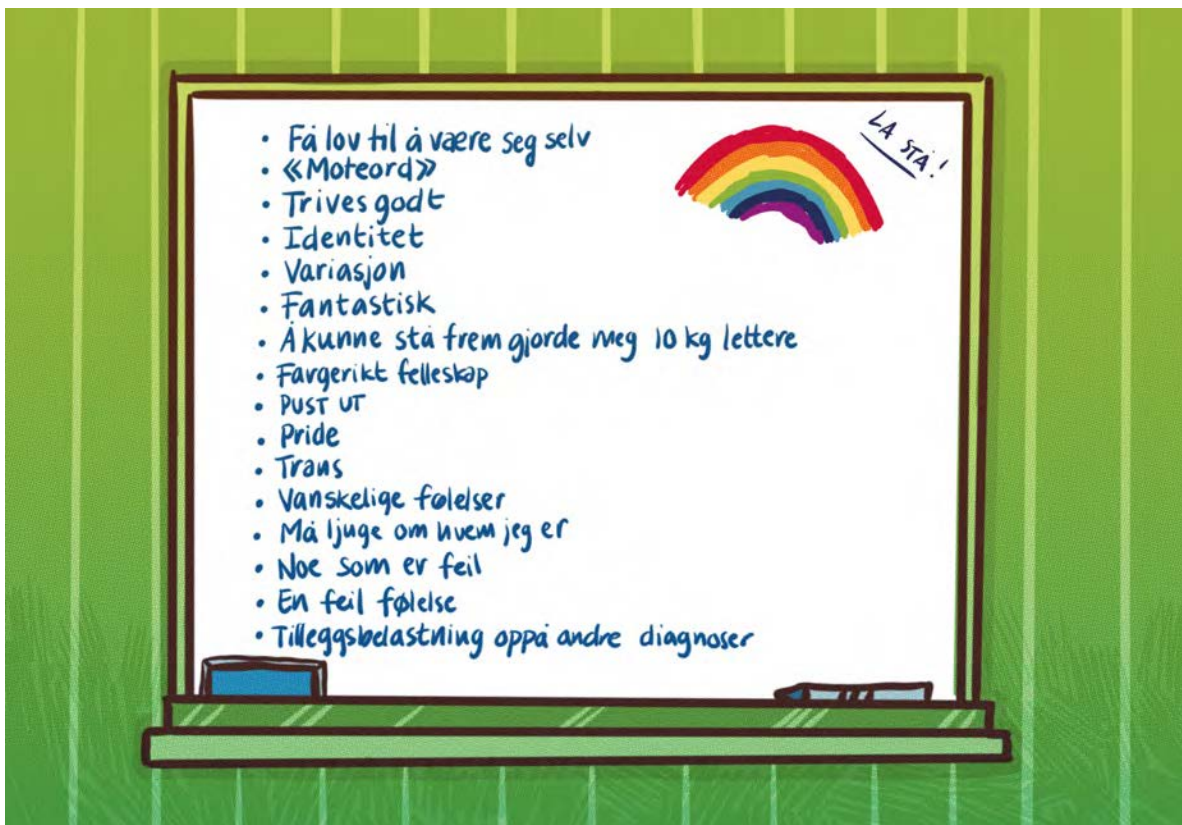 • Få lov til å være seg selv
• «Moteord»
• Trives godt
• Identitet
• Variasjon
• Fantastisk
• Å kunne stå frem gjorde meg 10 kg lettere
• Fargerikt felleskap
• PUST UT
• Pride
• Trans
• Vanskelige følelser
• Må ljuge om hvem jeg er
• Noe som er feil
• En feil følelse
• Tilleggsbelastning oppå andre diagnoser
LA STÅ!